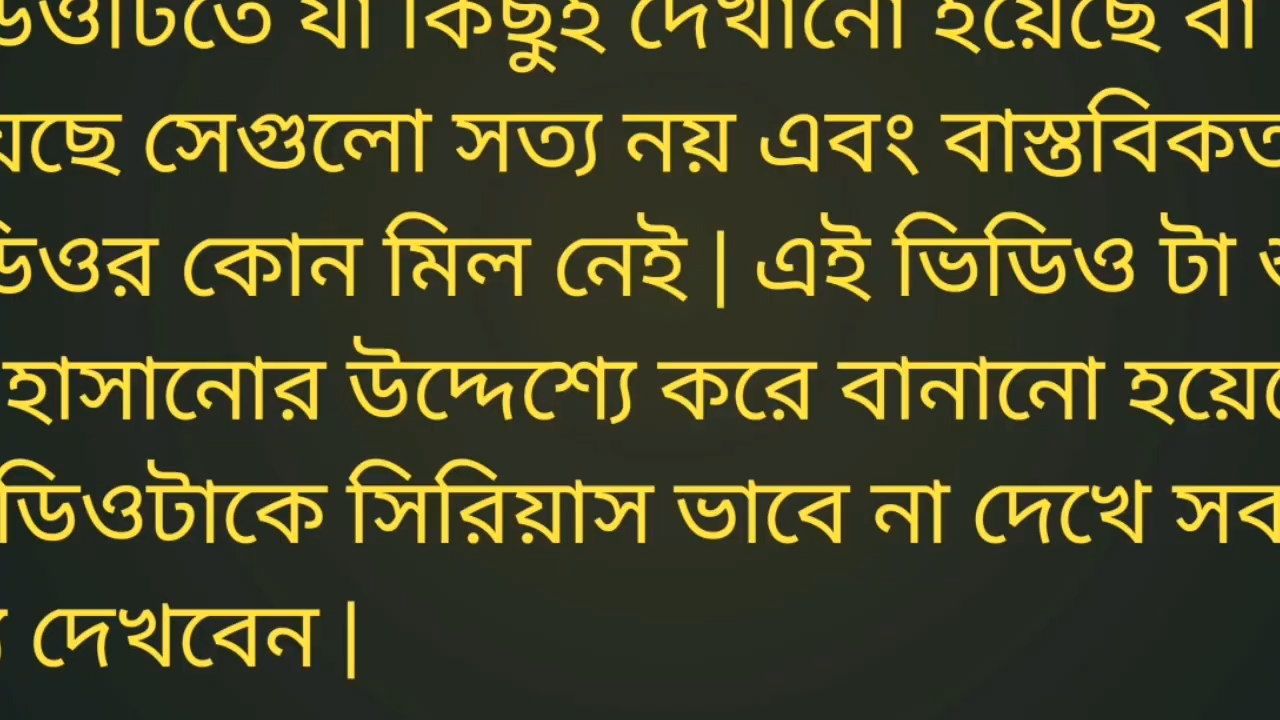 ডিওটিতে যা কিছুই দেখানো হয়েছে বা
য়েছে সেগুলো সত্য নয় এবং বাস্তবিকত
ডিওর কোন মিল নেই | এই ভিডিও টা
হাসানোর উদ্দেশ্যে করে বানানো হয়েছে
ডিওটাকে সিরিয়াস ভাবে না দেখে সব
দেখবেন |